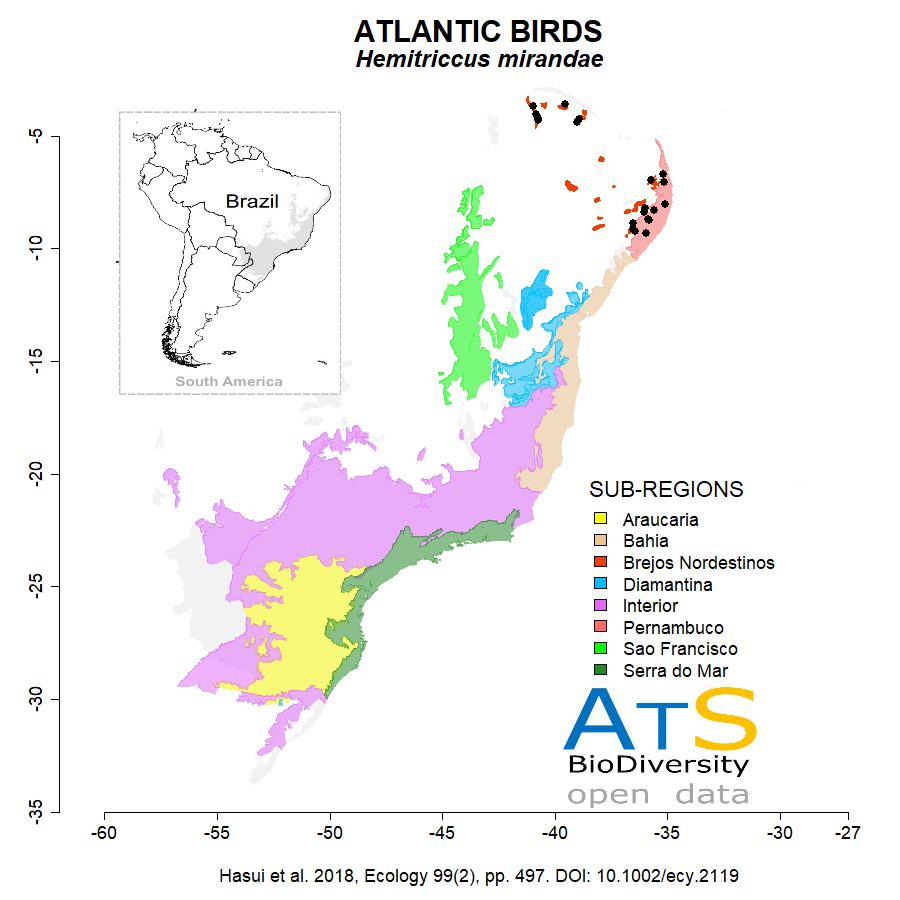 ATLANTIC BIRDS
Hemitriccus mirandae
Brazil
South America
-5
-10
-15
-20
-25
-30
-35
SUB-REGIONS
Araucaria
Bahia
Brejos Nordestinos
Diamantina
Interior
Pernambuco
Sao Francisco
Serra do Mar
ATS
BioDiversity
open data
-60
-55
-50
-45
-40
-35
-30
-27
Hasui et al. 2018, Ecology 99(2), pp. 497. DOI: 10.1002/ecy.2119